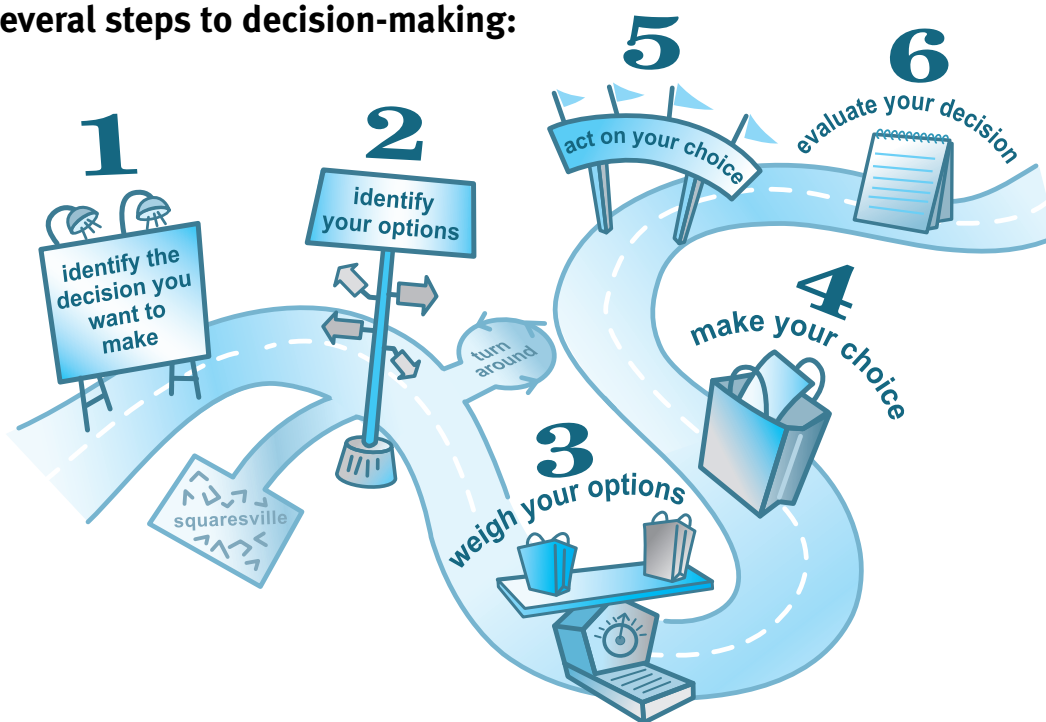 everal steps to decision-making:
1
identify the
decision you
want to
make
2
identify
your options
turn
around
squaresville
3
weigh your options
4
make your choice
5
act on your choice
6
evaluate your decision